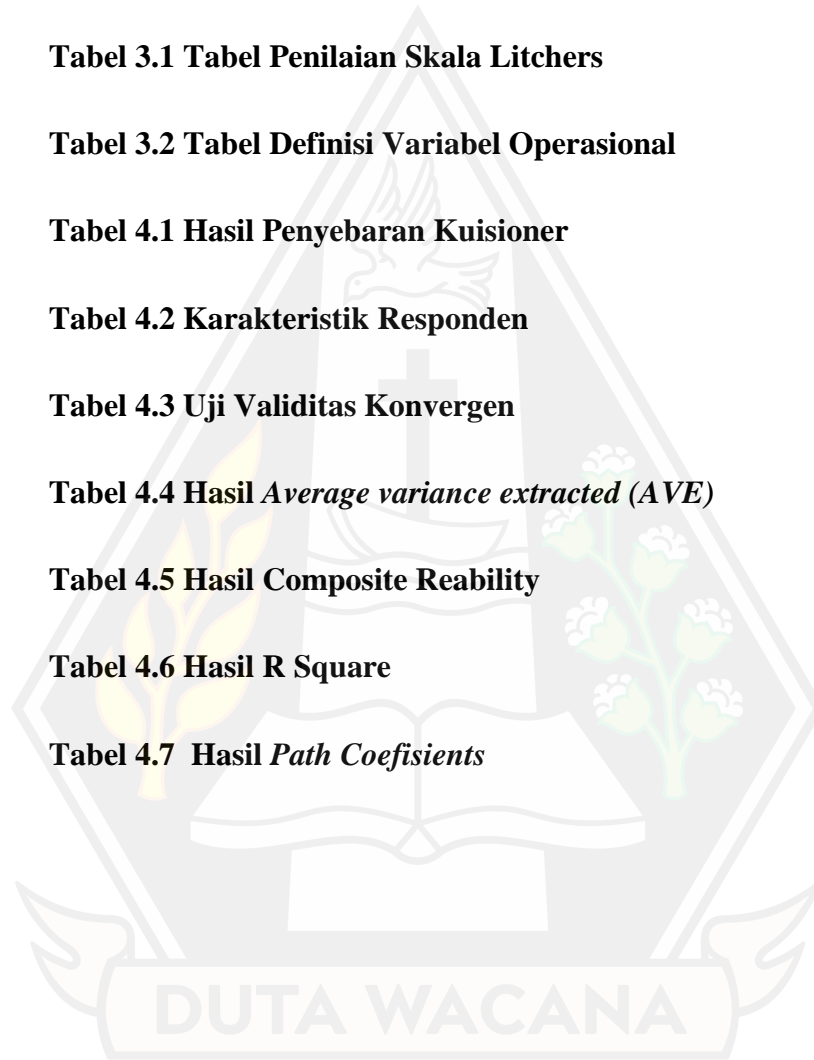 Tabel 3.1 Tabel Penilaian Skala Litchers
Tabel 3.2 Tabel Definisi Variabel Operasional
Tabel 4.1 Hasil Penyebaran Kuisioner
Tabel 4.2 Karakteristik Responden
Tabel 4.3 Uji Validitas Konvergen
Tabel 4.4 Hasil Average variance extracted (AVE)
Tabel 4.5 Hasil Composite Reability
Tabel 4.6 Hasil R Square
Tabel 4.7 Hasil Path Coefisients
DUTA WACANA